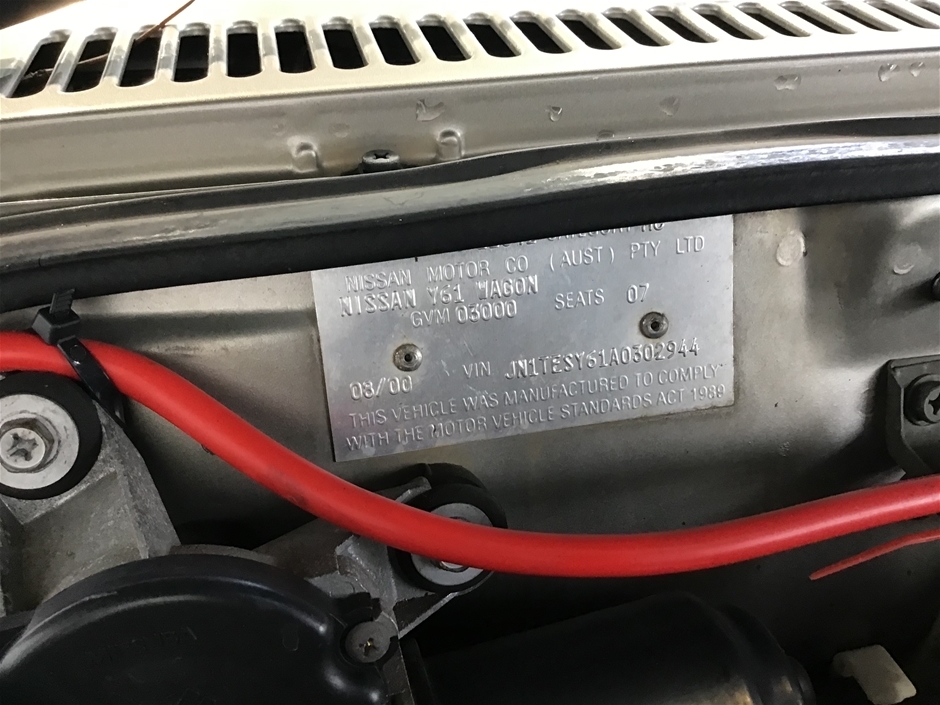 NISSAN MOTOR CO (AUST) PTY LTD
NISSAN Y61 WAGON
GVM 03000 SEATS 07
08/00 VIN JN1TESY61A0302944
THIS VEHICLE WAS MANUFACTURED TO COMPLY
WITH THE MOTOR VEHICLE STANDARDS ACT 1989